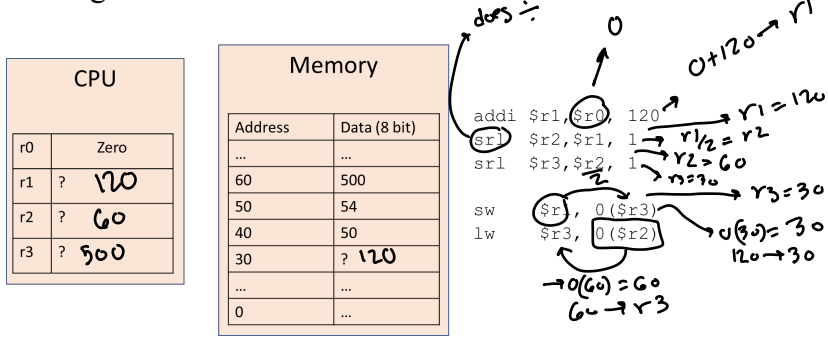 does ÷
0
0+120 → r1
CPU
r0 Zero
r1 ? 120
r2 ? 60
r3 ? 500
Memory
Address Data (8 bit)
... ...
60 500
50 54
40 50
30 ? 120
... ...
0 ...
addi $r1,$r0, 120
→ r1 = 120
srl $r2,$r1, 1 → r1/2 = r2
→ r2 = 60
srl $r3,$r2, 1
2
→ r3=30
→ r3=30
sw $r1, 0($r3)
→ 0(30) = 30
120 → 30
lw $r3, 0($r2)
→ 0(60) = 60
60 → r3